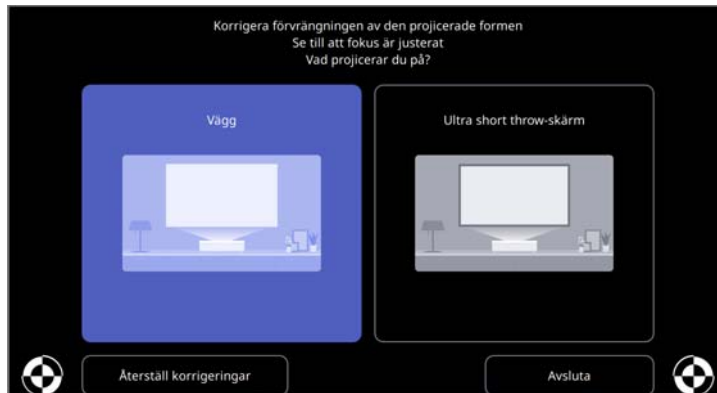 Korrigera förvrängningen av den projicerade formen
Se till att fokus är justerat
Vad projicerar du på?
Vägg
Ultra short throw-skärm
Återställ korrigeringar
Avsluta